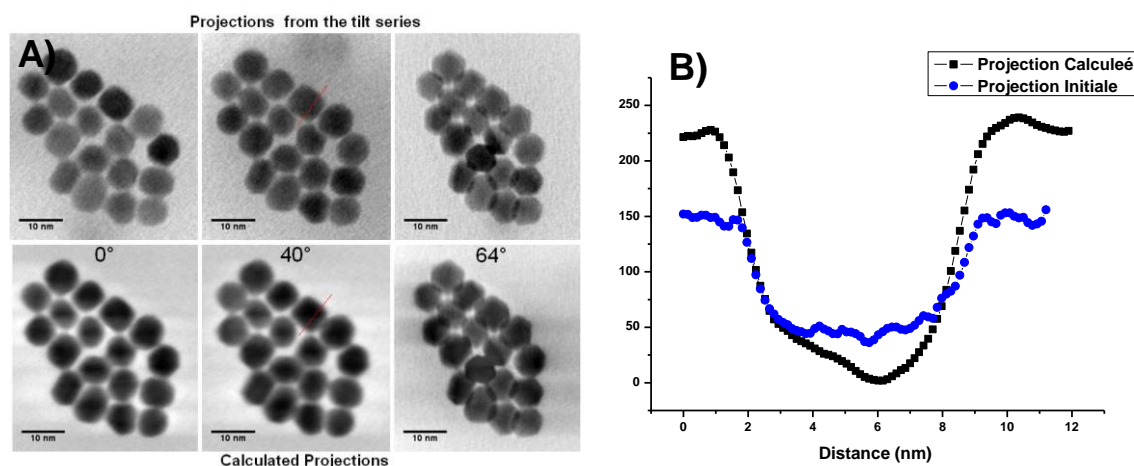 Projections from the tilt series
A)
10 nm
10 nm
10 nm
0°
40°
64°
10 nm
10 nm
10 nm
Calculated Projections
B)
Projection Calculeé
Projection Initiale
250
200
150
100
50
0
0
2
4
6
8
10
12
Distance (nm)